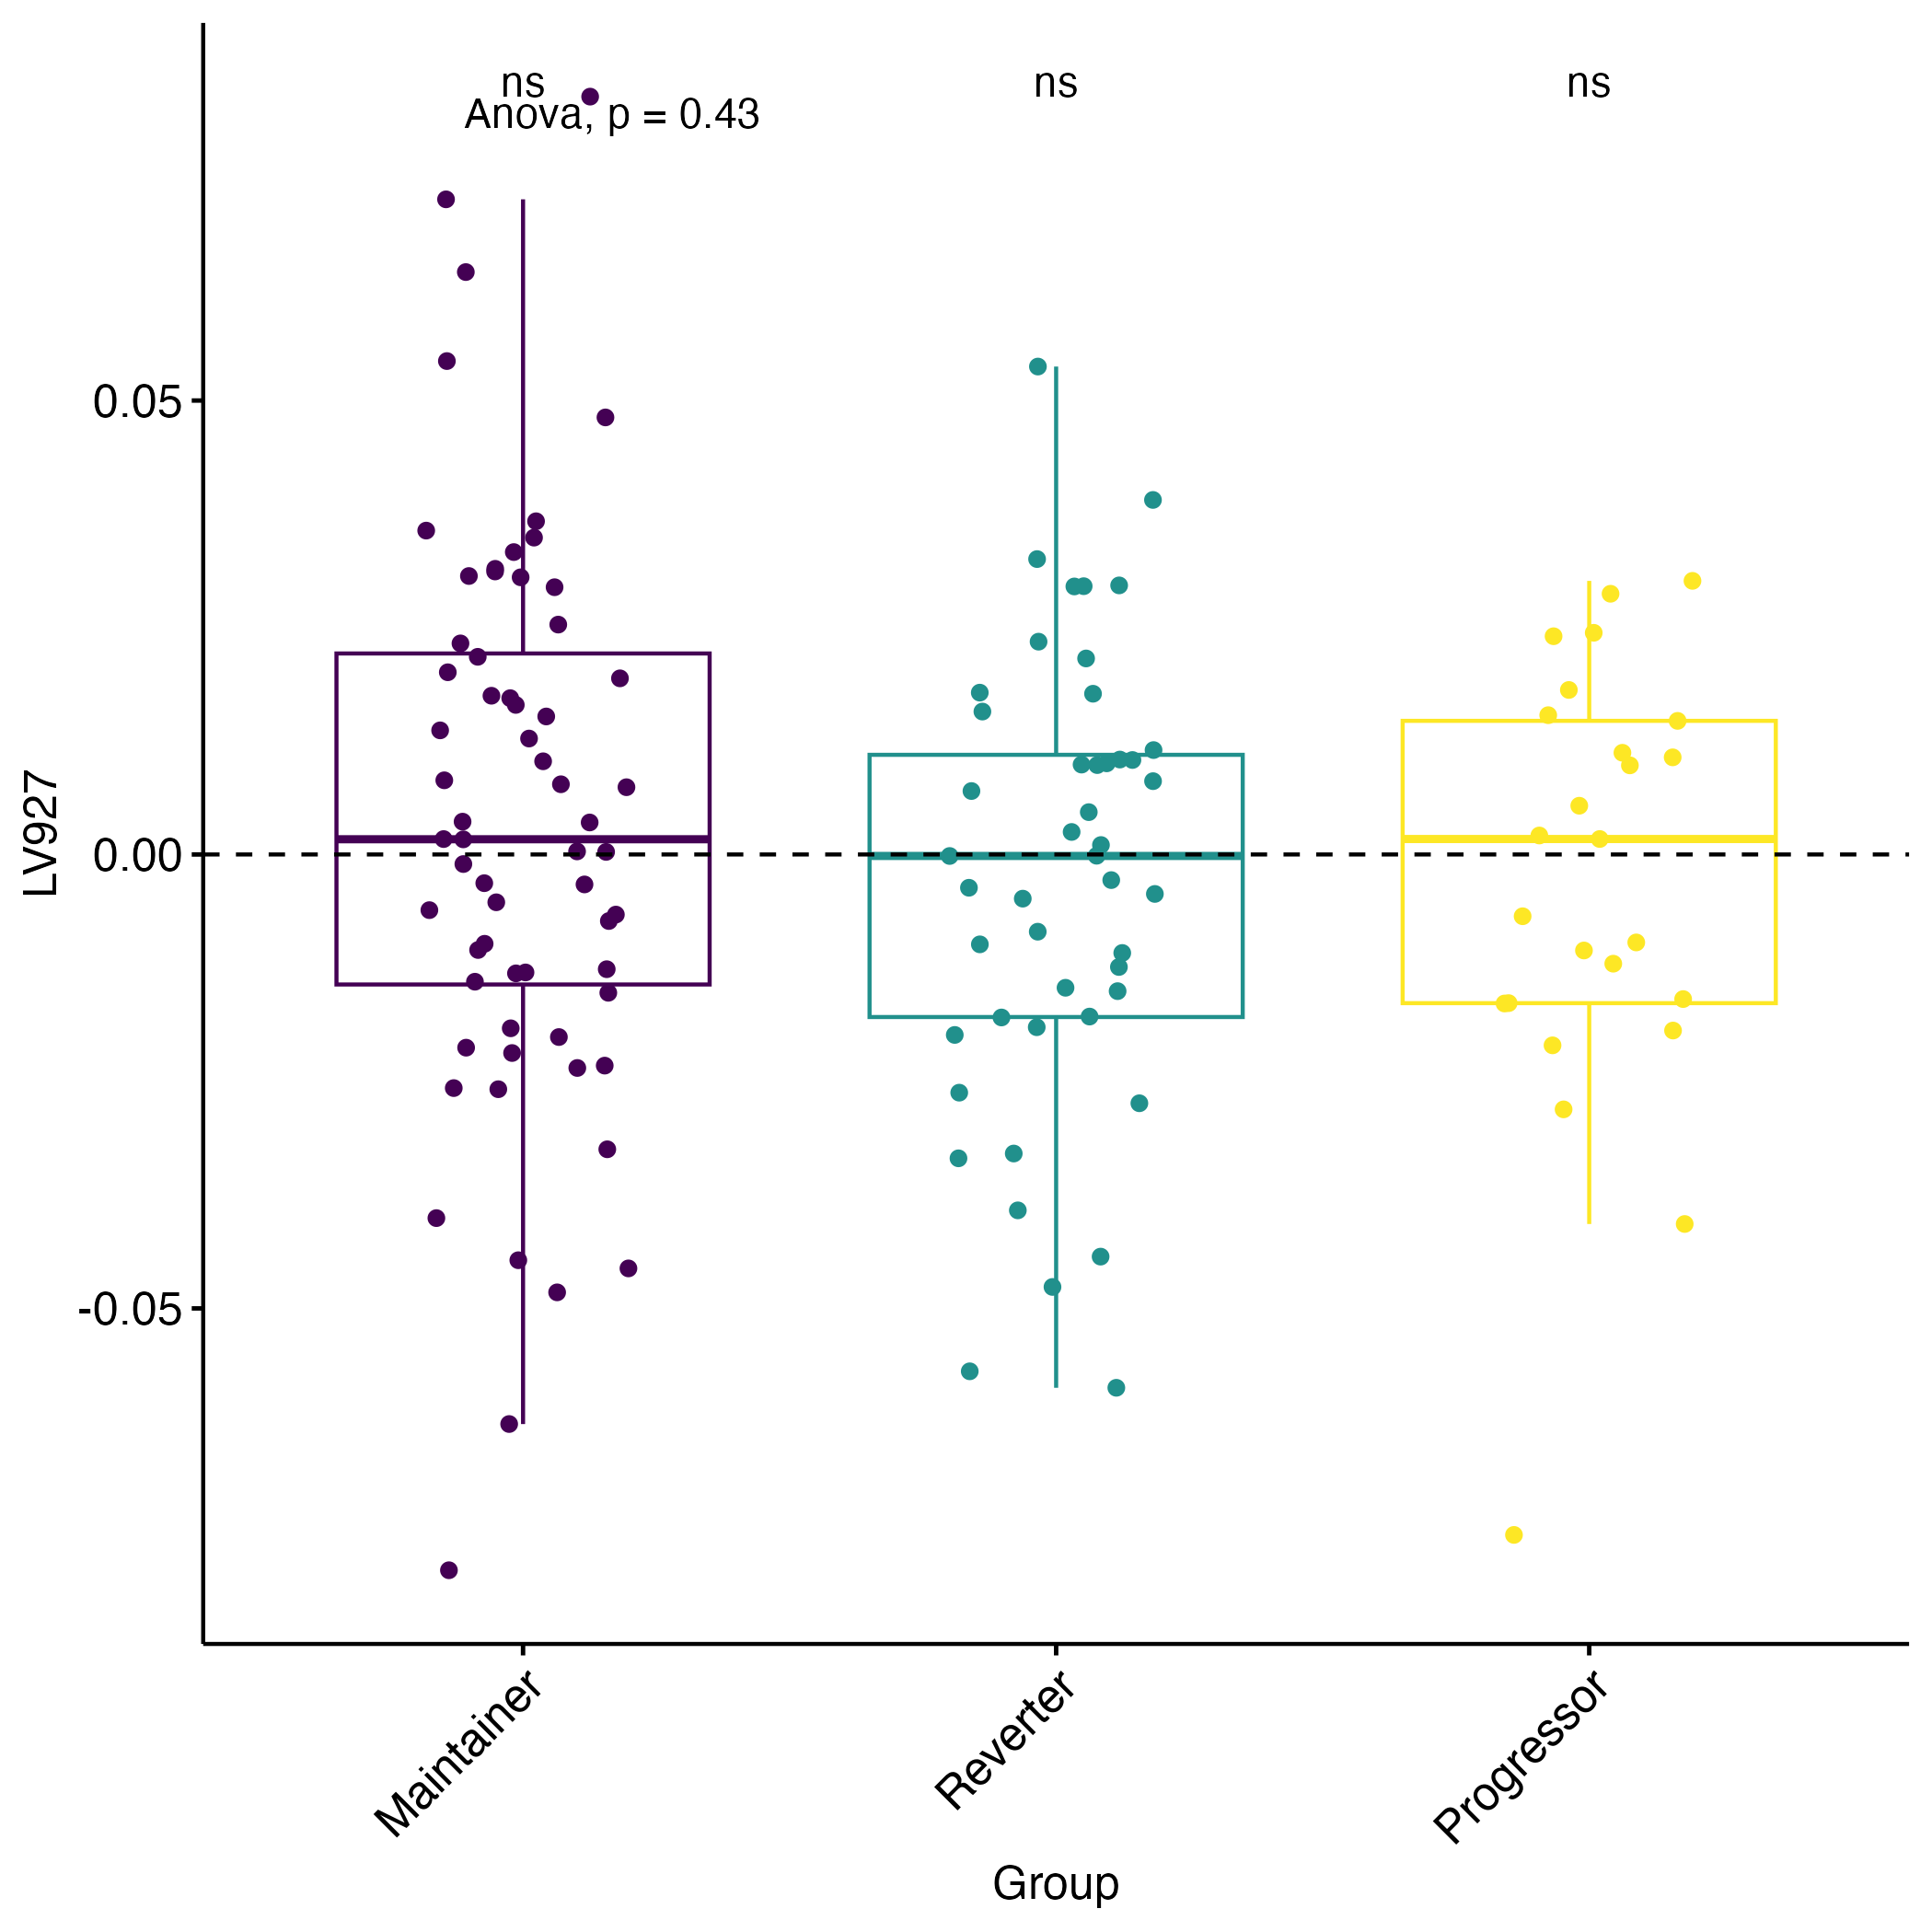 ns ns ns
Anova, p = 0.43
0.05
0.00
-0.05
LV927
Maintainer
Reverter
Progressor
Group